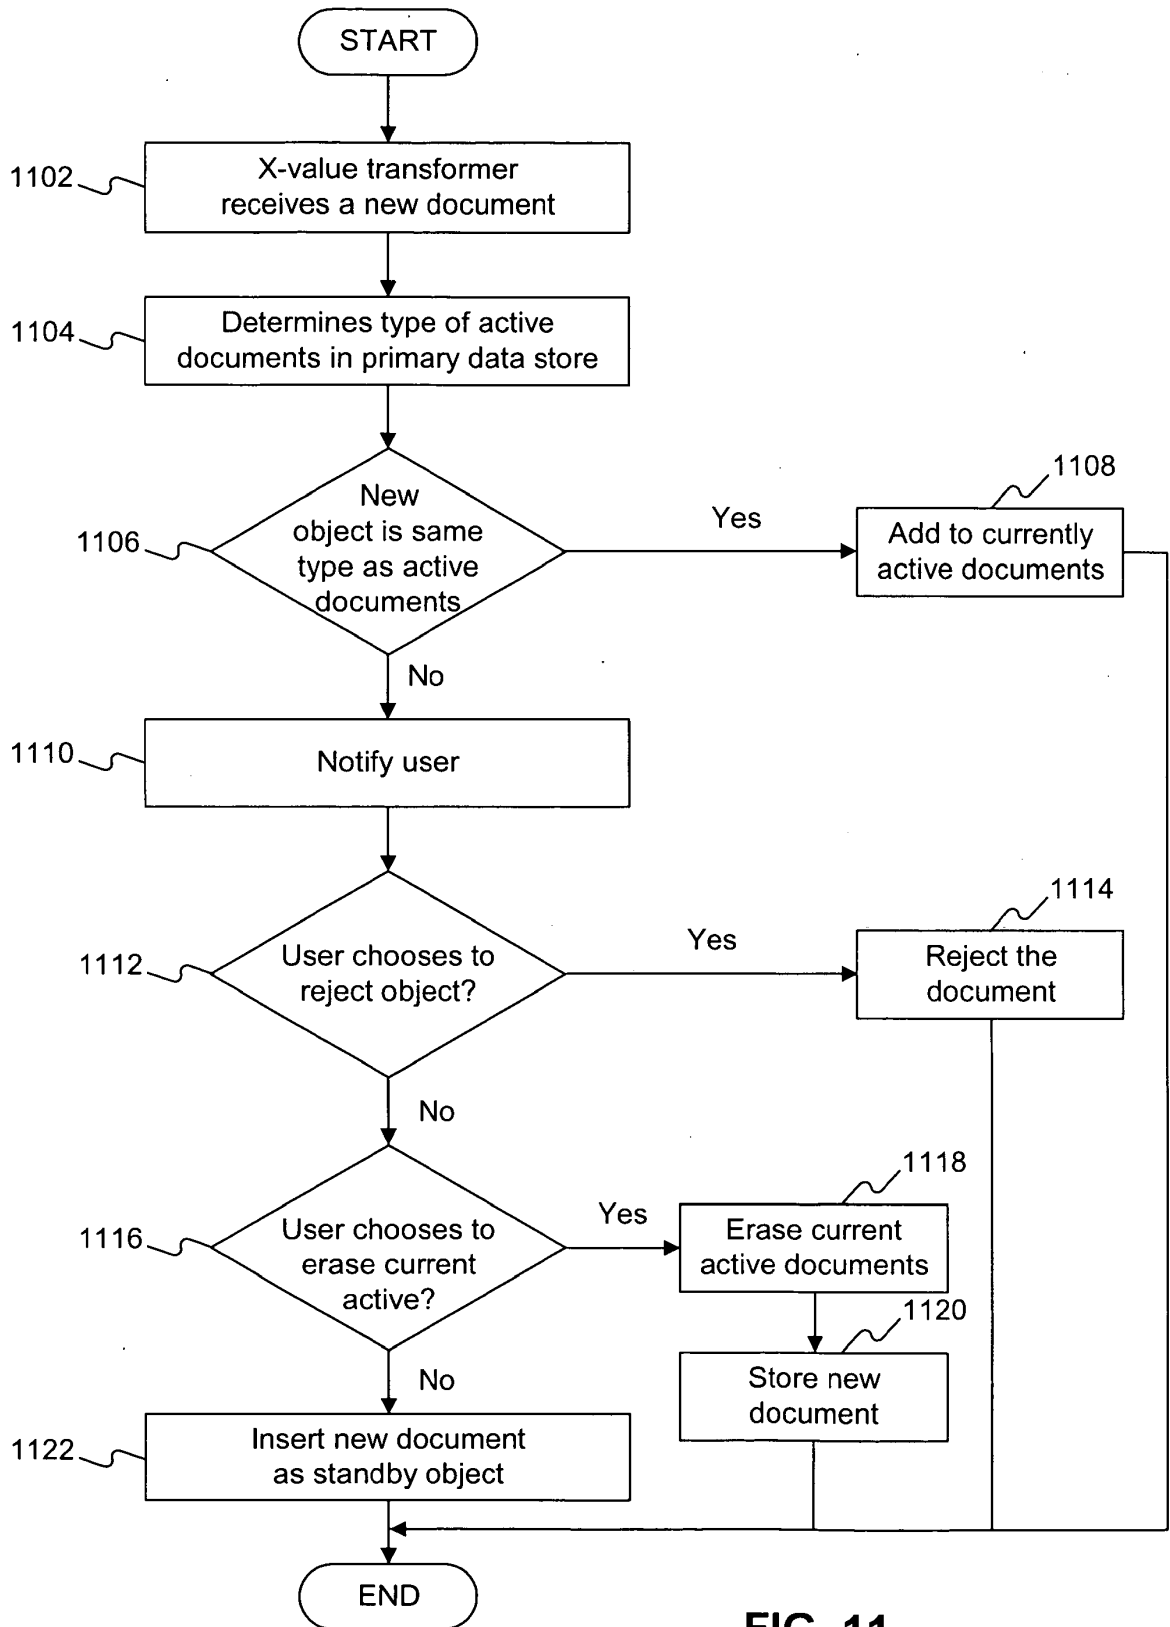 START
1102
X-value transformer
receives a new document
1104
Determines type of active
documents in primary data store
1106
New
object is same
type as active
documents
Yes
1108
Add to currently
active documents
No
1110
Notify user
1112
User chooses to
reject object?
Yes
1114
Reject the
document
No
1116
User chooses to
erase current
active?
Yes
1118
Erase current
active documents
1120
Store new
document
No
1122
Insert new document
as standby object
END
FIG. 11